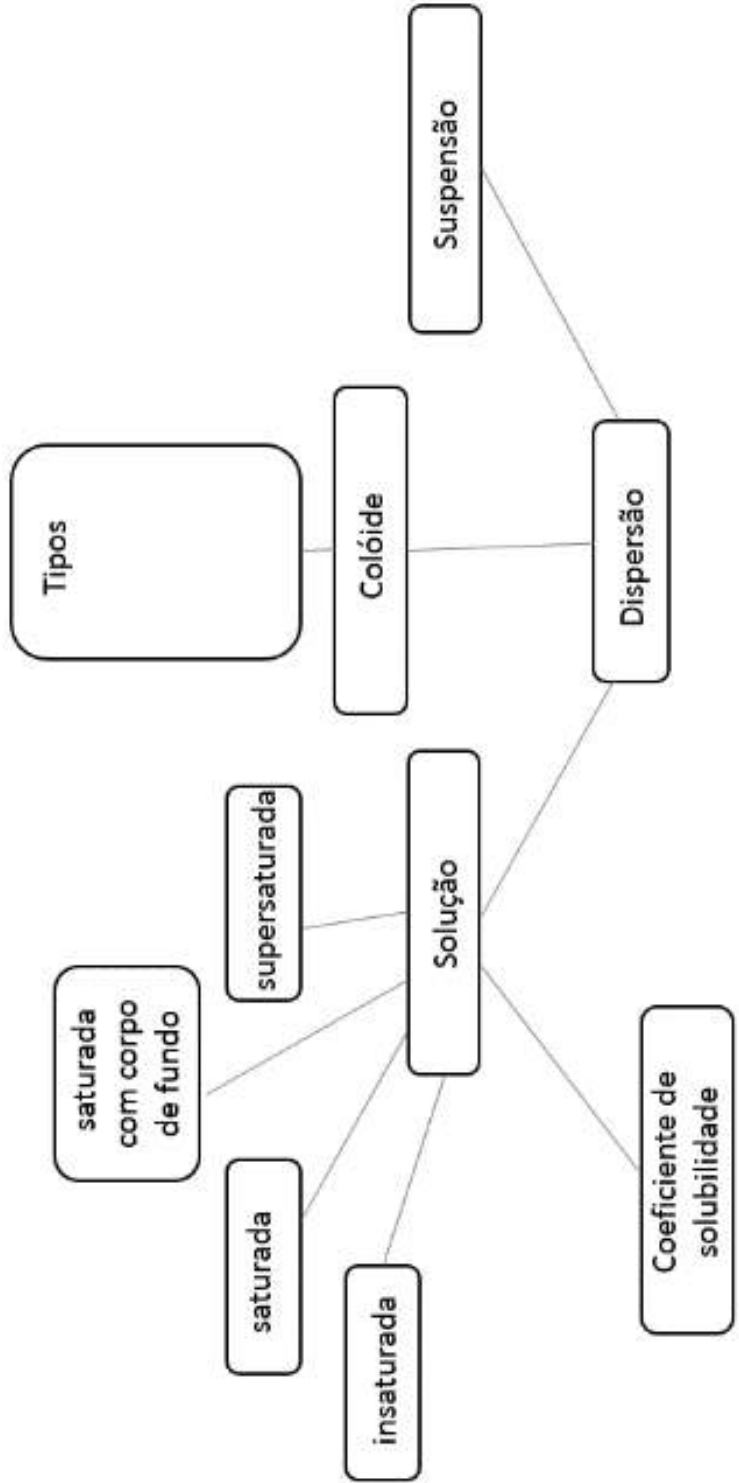 saturada
com corpo
de fundo
Tipos
saturada
supersaturada
insaturada
Colóide
Solução
Suspensão
Dispersão
Coeficiente de
solubilidade